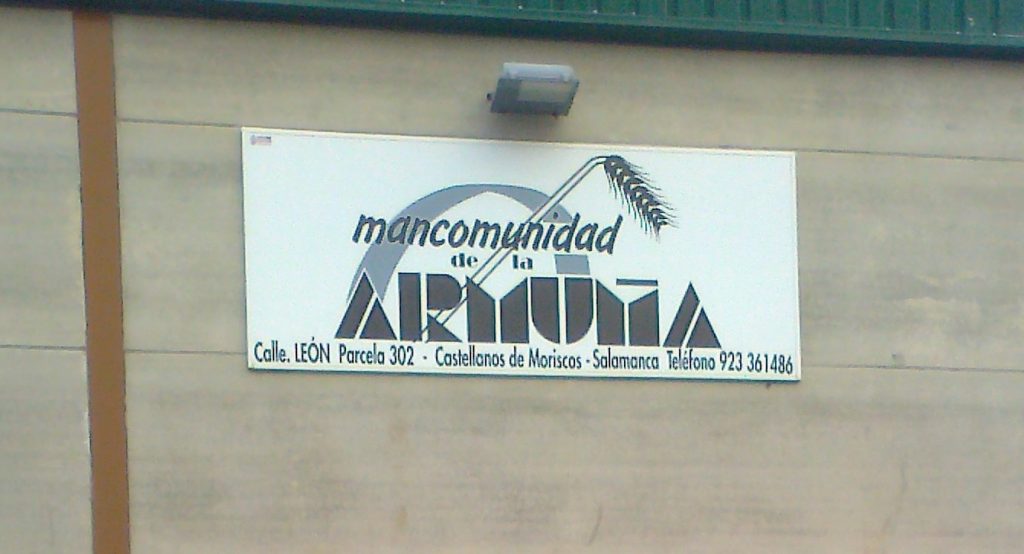 mancomunidad
de la
ARMUÑA
Calle. LEÓN Parcela 302 - Castellanos de Moriscos - Salamanca Teléfono 923 361486